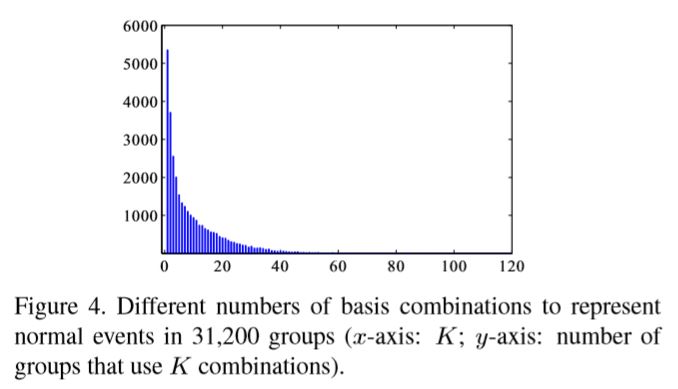 6000
5000
4000
3000
2000
1000
0 20 40 60 80 100 120
Figure 4. Different numbers of basis combinations to represent
normal events in 31,200 groups (x-axis: K; y-axis: number of
groups that use K combinations).